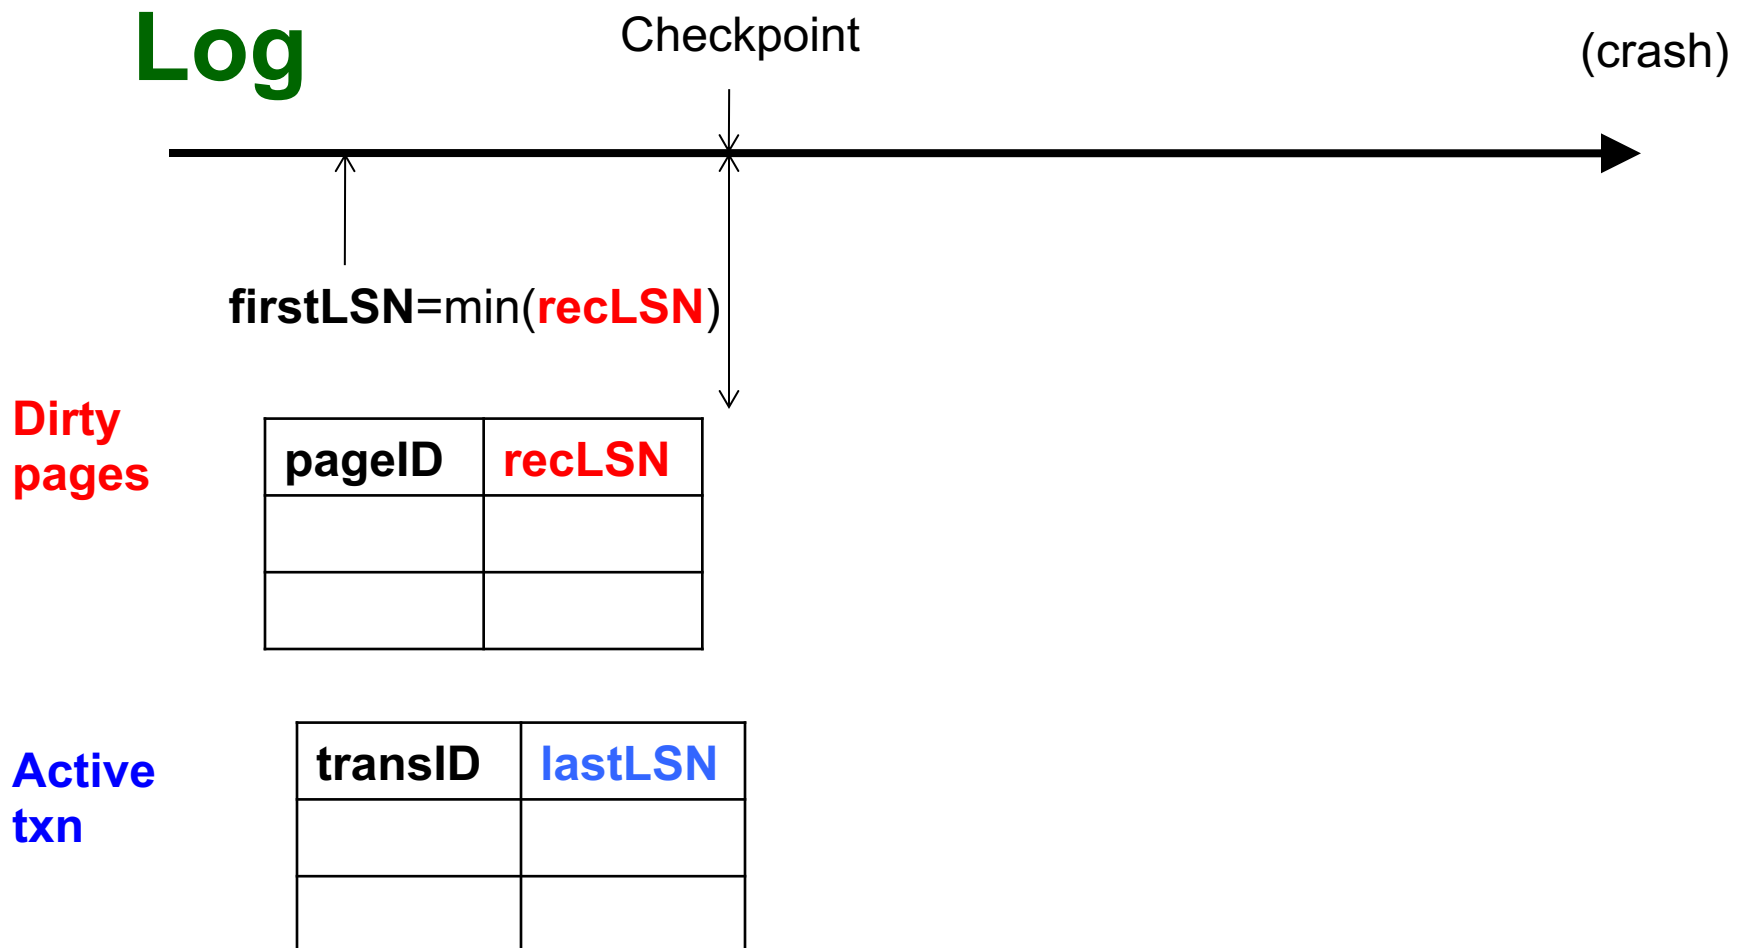 Log
Checkpoint
(crash)
firstLSN=min(recLSN)
Dirty
pages
pageID recLSN
Active
txn
transID lastLSN